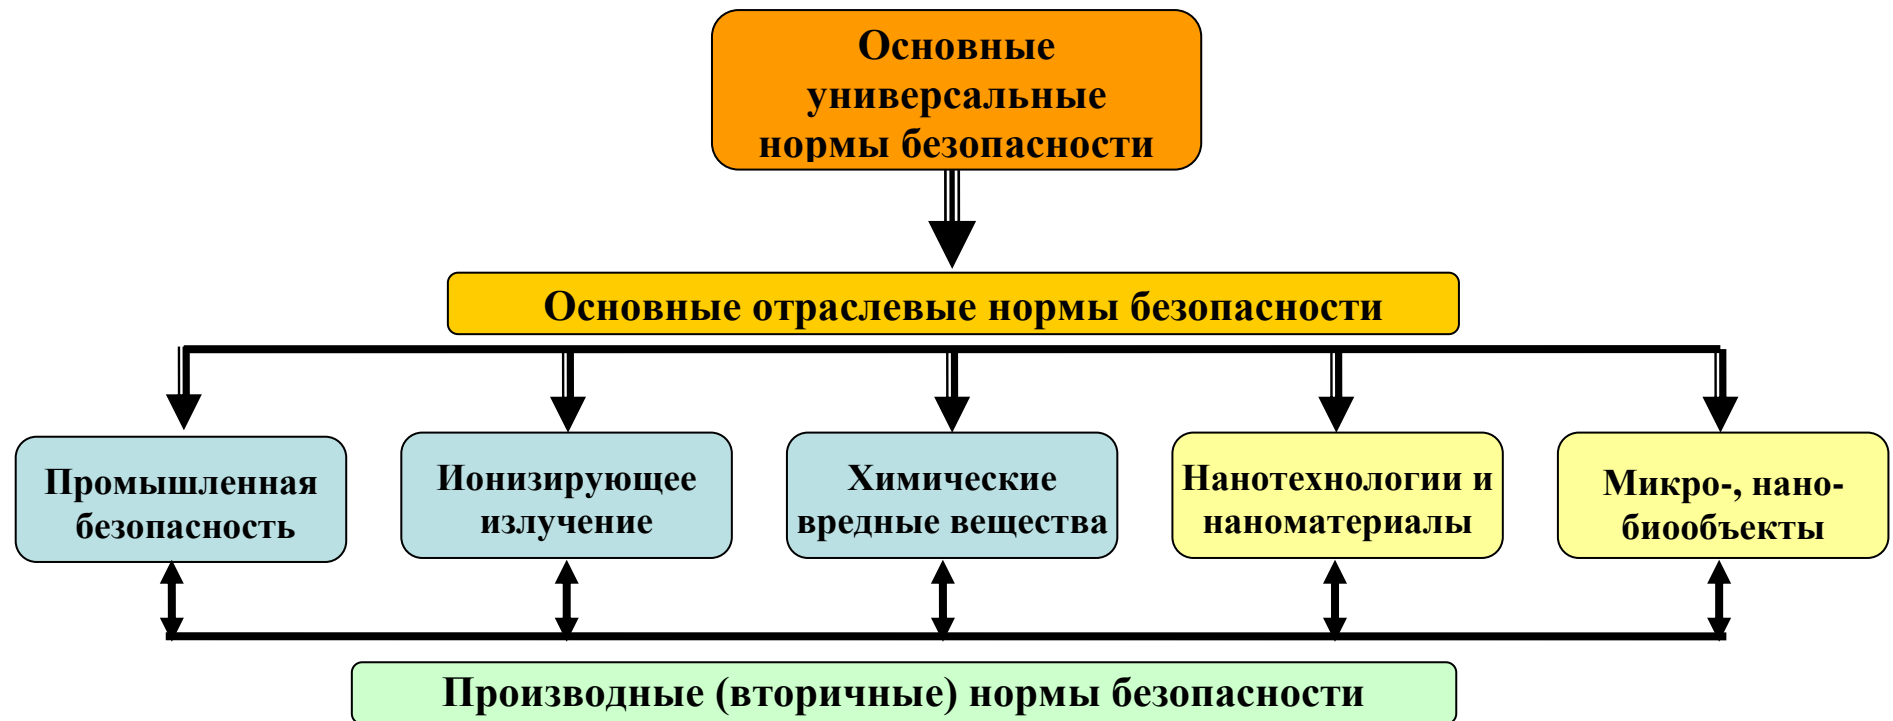 Основные
универсальные
нормы безопасности
Основные отраслевые нормы безопасности
Промышленная
безопасность
Ионизирующее
излучение
Химические
вредные вещества
Нанотехнологии и
наноматериалы
Микро-, нано-
биообъекты
Производные (вторичные) нормы безопасности